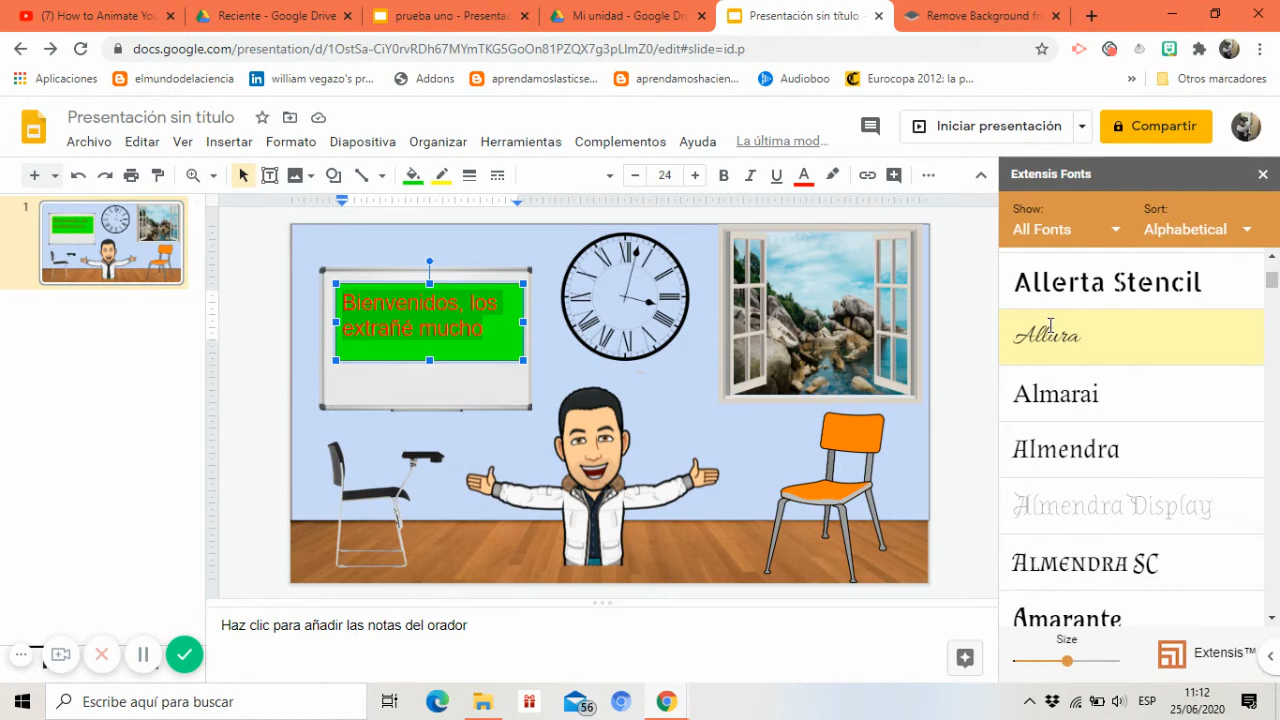 (7) How to Animate You
Reciente - Google Drive
prueba uno - Presentac
Mi unidad - Google Dri
Presentación sin título -
Remove Background fr
docs.google.com/presentation/d/1OstSa-CiY0rvRDh67MYmTKG5GoOn81PZQX7g3pLImZ0/edit#slide=id.p
Aplicaciones
elmundodelaciencia
william vegazo's pr...
Addons
aprendamoslasticse...
aprendamoshacien...
Audioboo
Eurocopa 2012: la p...
»
Otros marcadores
Presentación sin título
Iniciar presentación
Compartir
Archivo Editar Ver Insertar Formato Diapositiva Organizar Herramientas Complementos Ayuda La última mod...
24
B I U A
Extensis Fonts
1
Show:
Sort:
All Fonts
Alphabetical
Bienvenidos, los
extrañé mucho
Allerta Stencil
Allura
Almarai
Almendra
Almendra Display
Almendra SC
Amarante
Haz clic para añadir las notas del orador
Size
Extensis™
Escribe aquí para buscar
56
ESP
11:12
25/06/2020